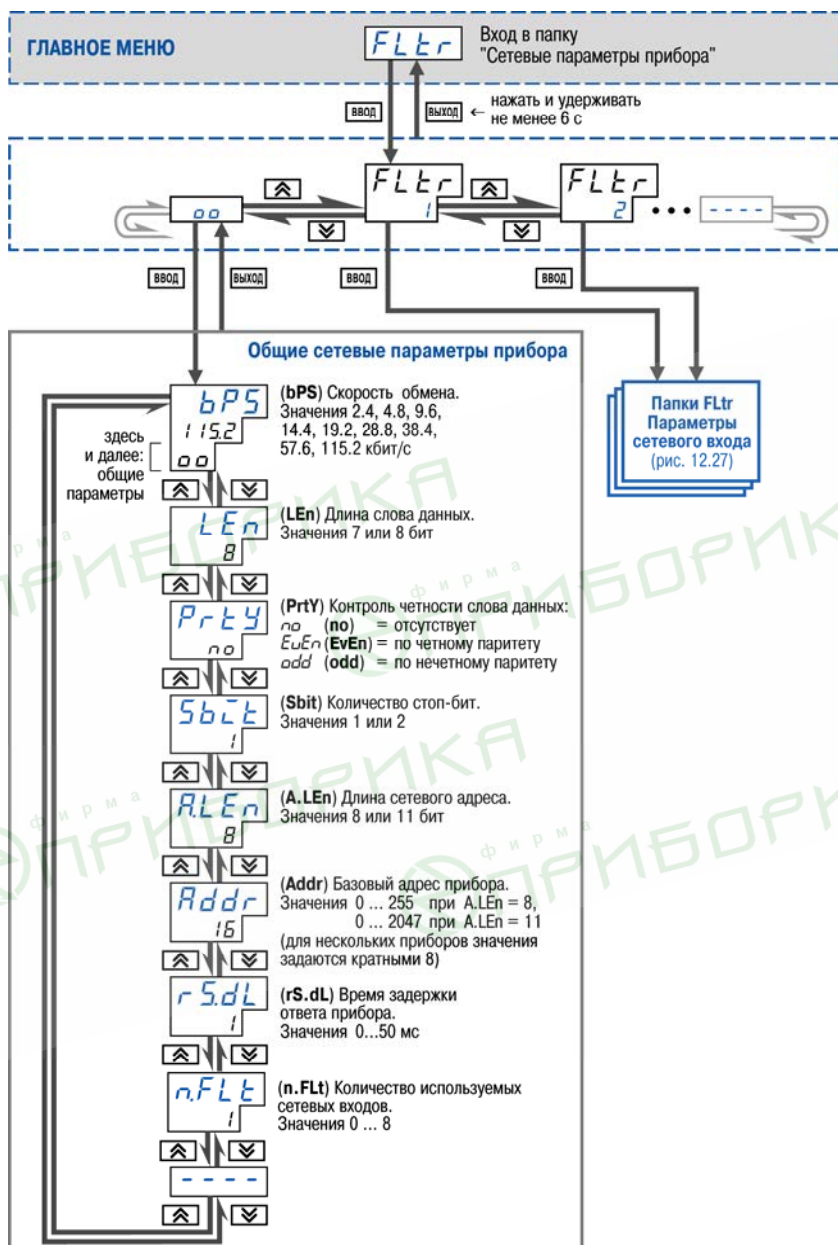 ГЛАВНОЕ МЕНЮ
FLtr
Вход в папку
"Сетевые параметры прибора"
ввод
выход
← нажать и удерживать
не менее 6 с
oo
FLtr
1
FLtr
2
• • •
- - - -
ввод
выход
ввод
ввод
Общие сетевые параметры прибора
bPS
115.2
oo
здесь
и далее:
общие
параметры
(bPS) Скорость обмена.
Значения 2.4, 4.8, 9.6,
14.4, 19.2, 28.8, 38.4,
57.6, 115.2 кбит/с
Папки FLtr
Параметры
сетевого входа
(рис. 12.27)
LEn
8
(LEn) Длина слова данных.
Значения 7 или 8 бит
PrtY
no
(PrtY) Контроль четности слова данных:
no (no) = отсутствует
EvEn (EvEn) = по четному паритету
odd (odd) = по нечетному паритету
Sbit
1
(Sbit) Количество стоп-бит.
Значения 1 или 2
A.LEn
8
(A.LEn) Длина сетевого адреса.
Значения 8 или 11 бит
Addr
16
(Addr) Базовый адрес прибора.
Значения 0 ... 255 при A.LEn = 8,
0 ... 2047 при A.LEn = 11
(для нескольких приборов значения
задаются кратными 8)
rS.dL
1
(rS.dL) Время задержки
ответа прибора.
Значения 0...50 мс
n.FLt
1
(n.FLt) Количество используемых
сетевых входов.
Значения 0 ... 8
- - - -
фирма
ПРИБОРИКА
фирма
ПРИБОРИКА
фирма
ПРИБОРИКА
фирма
ПРИБОРИКА